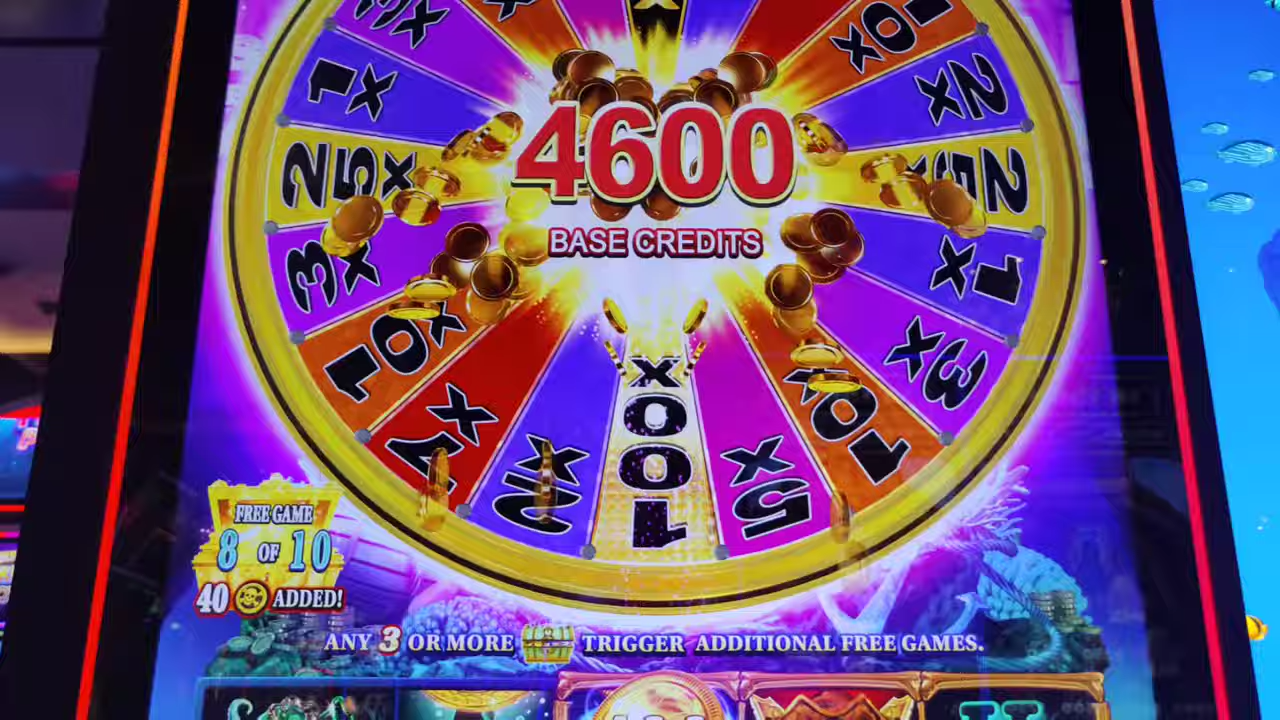 4600
BASE CREDITS
10x
2x
25x
1x
3x
10x
5x
100x
2x
10x
3x
25x
1x
FREE GAME
8 OF 10
40 ADDED!
ANY 3 OR MORE TRIGGER ADDITIONAL FREE GAMES.